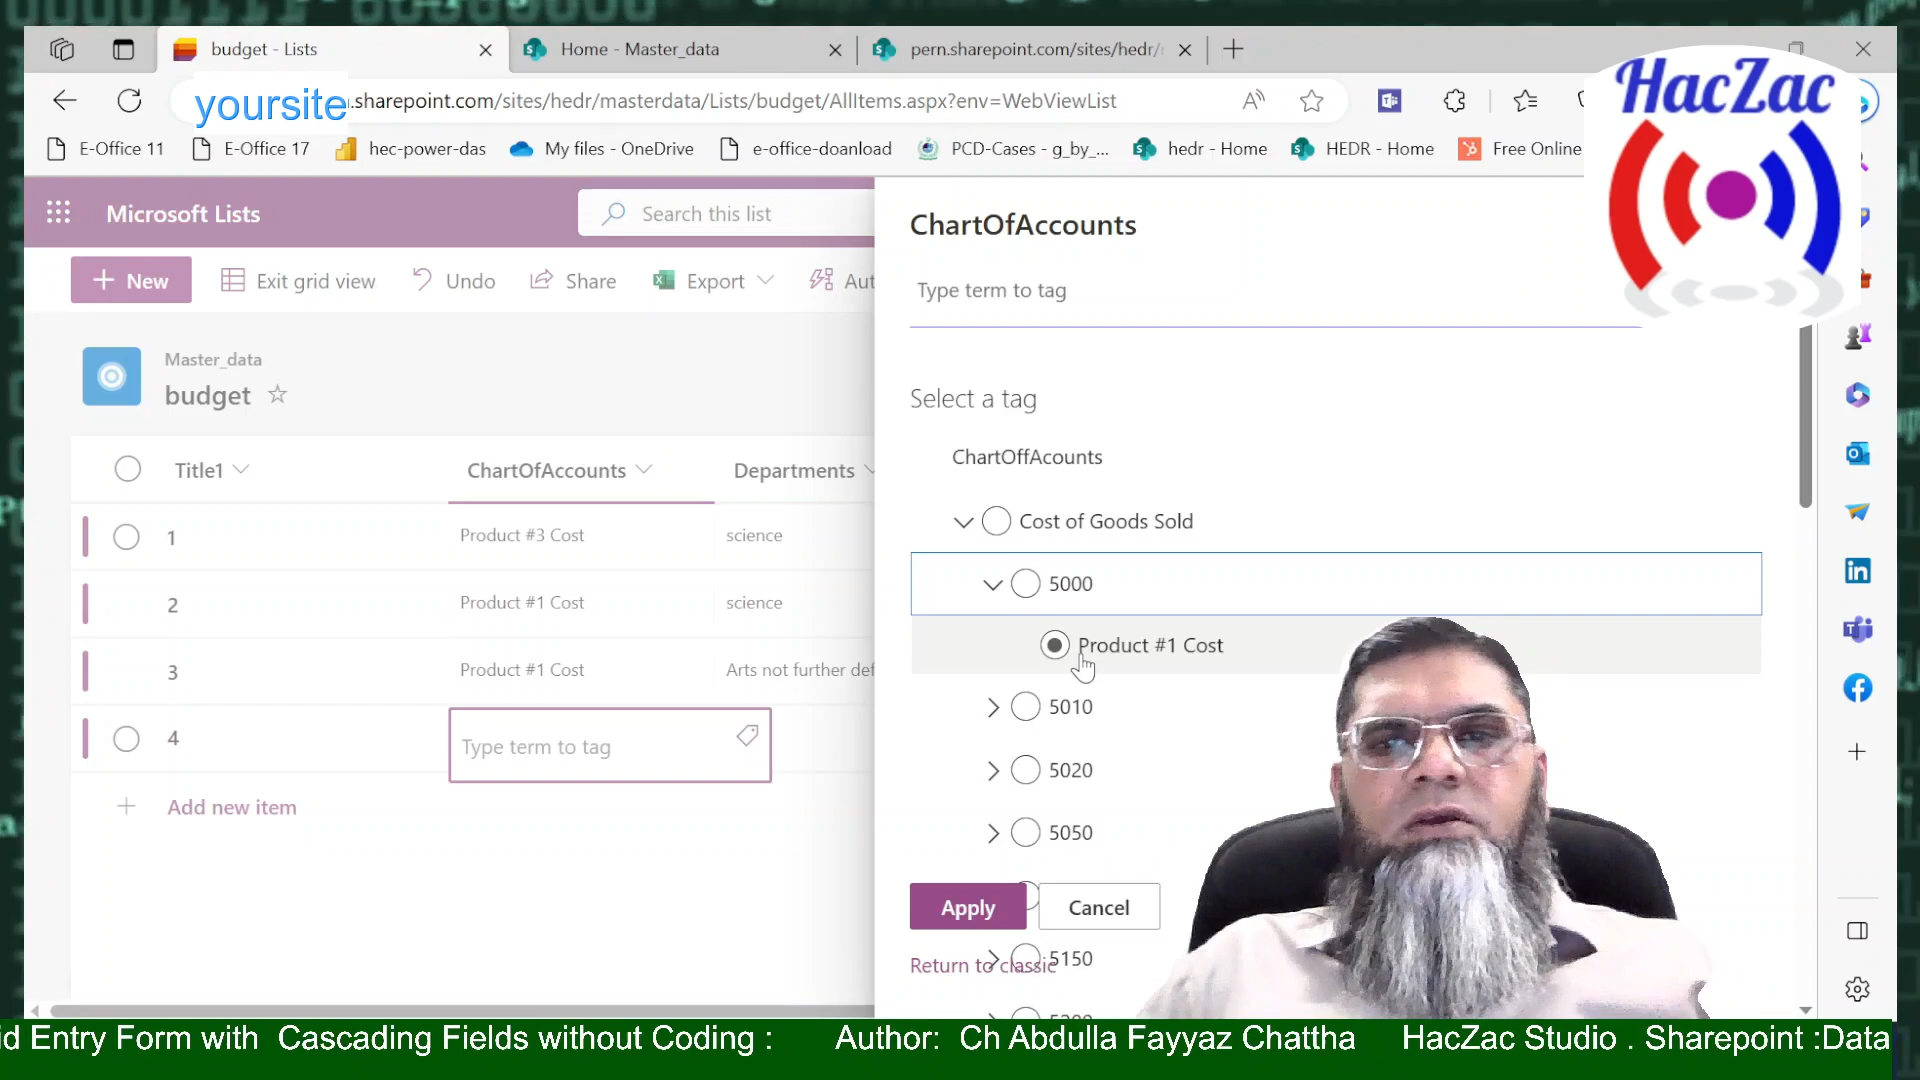 budget - Lists
Home - Master_data
pern.sharepoint.com/sites/hedr/
HacZac
yoursite.sharepoint.com/sites/hedr/masterdata/Lists/budget/AllItems.aspx?env=WebViewList
E-Office 11
E-Office 17
hec-power-das
My files - OneDrive
e-office-doanload
PCD-Cases - g_by_...
hedr - Home
HEDR - Home
Free Online
Microsoft Lists
Search this list
New
Exit grid view
Undo
Share
Export
Aut
Master_data
budget
Title1
ChartOfAccounts
Departments
1
Product #3 Cost
science
2
Product #1 Cost
science
3
Product #1 Cost
Arts not further def
4
Type term to tag
Add new item
ChartOfAccounts
Type term to tag
Select a tag
ChartOffAcounts
Cost of Goods Sold
5000
Product #1 Cost
5010
5020
5050
Apply
Cancel
5150
Return to classic
id Entry Form with Cascading Fields without Coding : Author: Ch Abdulla Fayyaz Chattha HacZac Studio . Sharepoint :Data